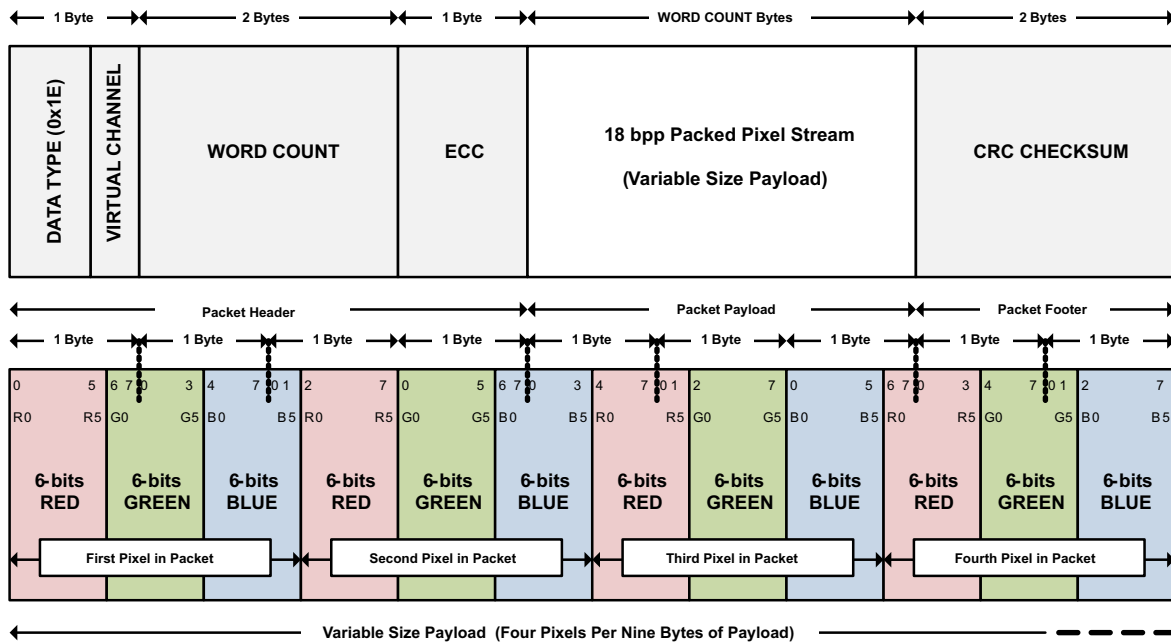 1 Byte 2 Bytes 1 Byte WORD COUNT Bytes 2 Bytes
DATA TYPE (0x1E)
VIRTUAL CHANNEL
WORD COUNT
ECC
18 bpp Packed Pixel Stream
(Variable Size Payload)
CRC CHECKSUM
Packet Header Packet Payload Packet Footer
1 Byte 1 Byte 1 Byte 1 Byte 1 Byte 1 Byte 1 Byte 1 Byte 1 Byte
0 5 6 7 0 3 4 7 0 1 2 7 0 5 6 7 0 3 4 7 0 1 2 7 0 5 6 7 0 3 4 7 0 1 2 7
R0 R5 G0 G5 B0 B5 R0 R5 G0 G5 B0 B5 R0 R5 G0 G5 B0 B5 R0 R5 G0 G5 B0 B5
6-bits 6-bits 6-bits 6-bits 6-bits 6-bits 6-bits 6-bits 6-bits 6-bits 6-bits 6-bits
RED GREEN BLUE RED GREEN BLUE RED GREEN BLUE RED GREEN BLUE
First Pixel in Packet Second Pixel in Packet Third Pixel in Packet Fourth Pixel in Packet
Variable Size Payload (Four Pixels Per Nine Bytes of Payload)